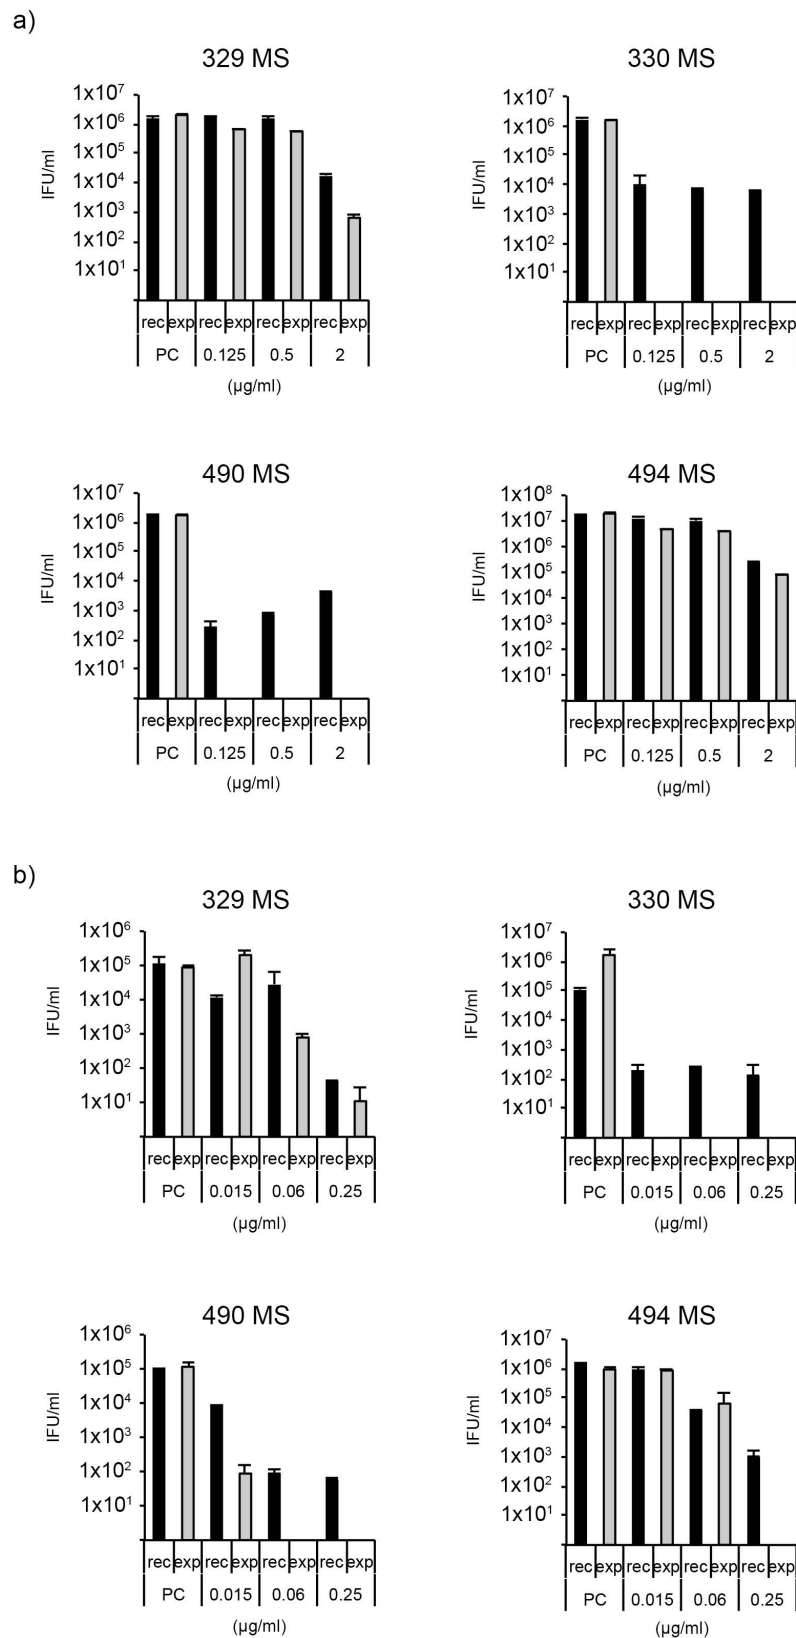 a)
329 MS
IFU/ml
1x10⁷
1x10⁶
1x10⁵
1x10⁴
1x10³
1x10²
1x10¹
rec exp rec exp rec exp rec exp
PC 0.125 0.5 2
(µg/ml)
330 MS
IFU/ml
1x10⁷
1x10⁶
1x10⁵
1x10⁴
1x10³
1x10²
1x10¹
rec exp rec exp rec exp rec exp
PC 0.125 0.5 2
(µg/ml)
490 MS
IFU/ml
1x10⁷
1x10⁶
1x10⁵
1x10⁴
1x10³
1x10²
1x10¹
rec exp rec exp rec exp rec exp
PC 0.125 0.5 2
(µg/ml)
494 MS
IFU/ml
1x10⁸
1x10⁷
1x10⁶
1x10⁵
1x10⁴
1x10³
1x10²
1x10¹
rec exp rec exp rec exp rec exp
PC 0.125 0.5 2
(µg/ml)
b)
329 MS
IFU/ml
1x10⁶
1x10⁵
1x10⁴
1x10³
1x10²
1x10¹
rec exp rec exp rec exp rec exp
PC 0.015 0.06 0.25
(µg/ml)
330 MS
IFU/ml
1x10⁷
1x10⁶
1x10⁵
1x10⁴
1x10³
1x10²
1x10¹
rec exp rec exp rec exp rec exp
PC 0.015 0.06 0.25
(µg/ml)
490 MS
IFU/ml
1x10⁶
1x10⁵
1x10⁴
1x10³
1x10²
1x10¹
rec exp rec exp rec exp rec exp
PC 0.015 0.06 0.25
(µg/ml)
494 MS
IFU/ml
1x10⁷
1x10⁶
1x10⁵
1x10⁴
1x10³
1x10²
1x10¹
rec exp rec exp rec exp rec exp
PC 0.015 0.06 0.25
(µg/ml)